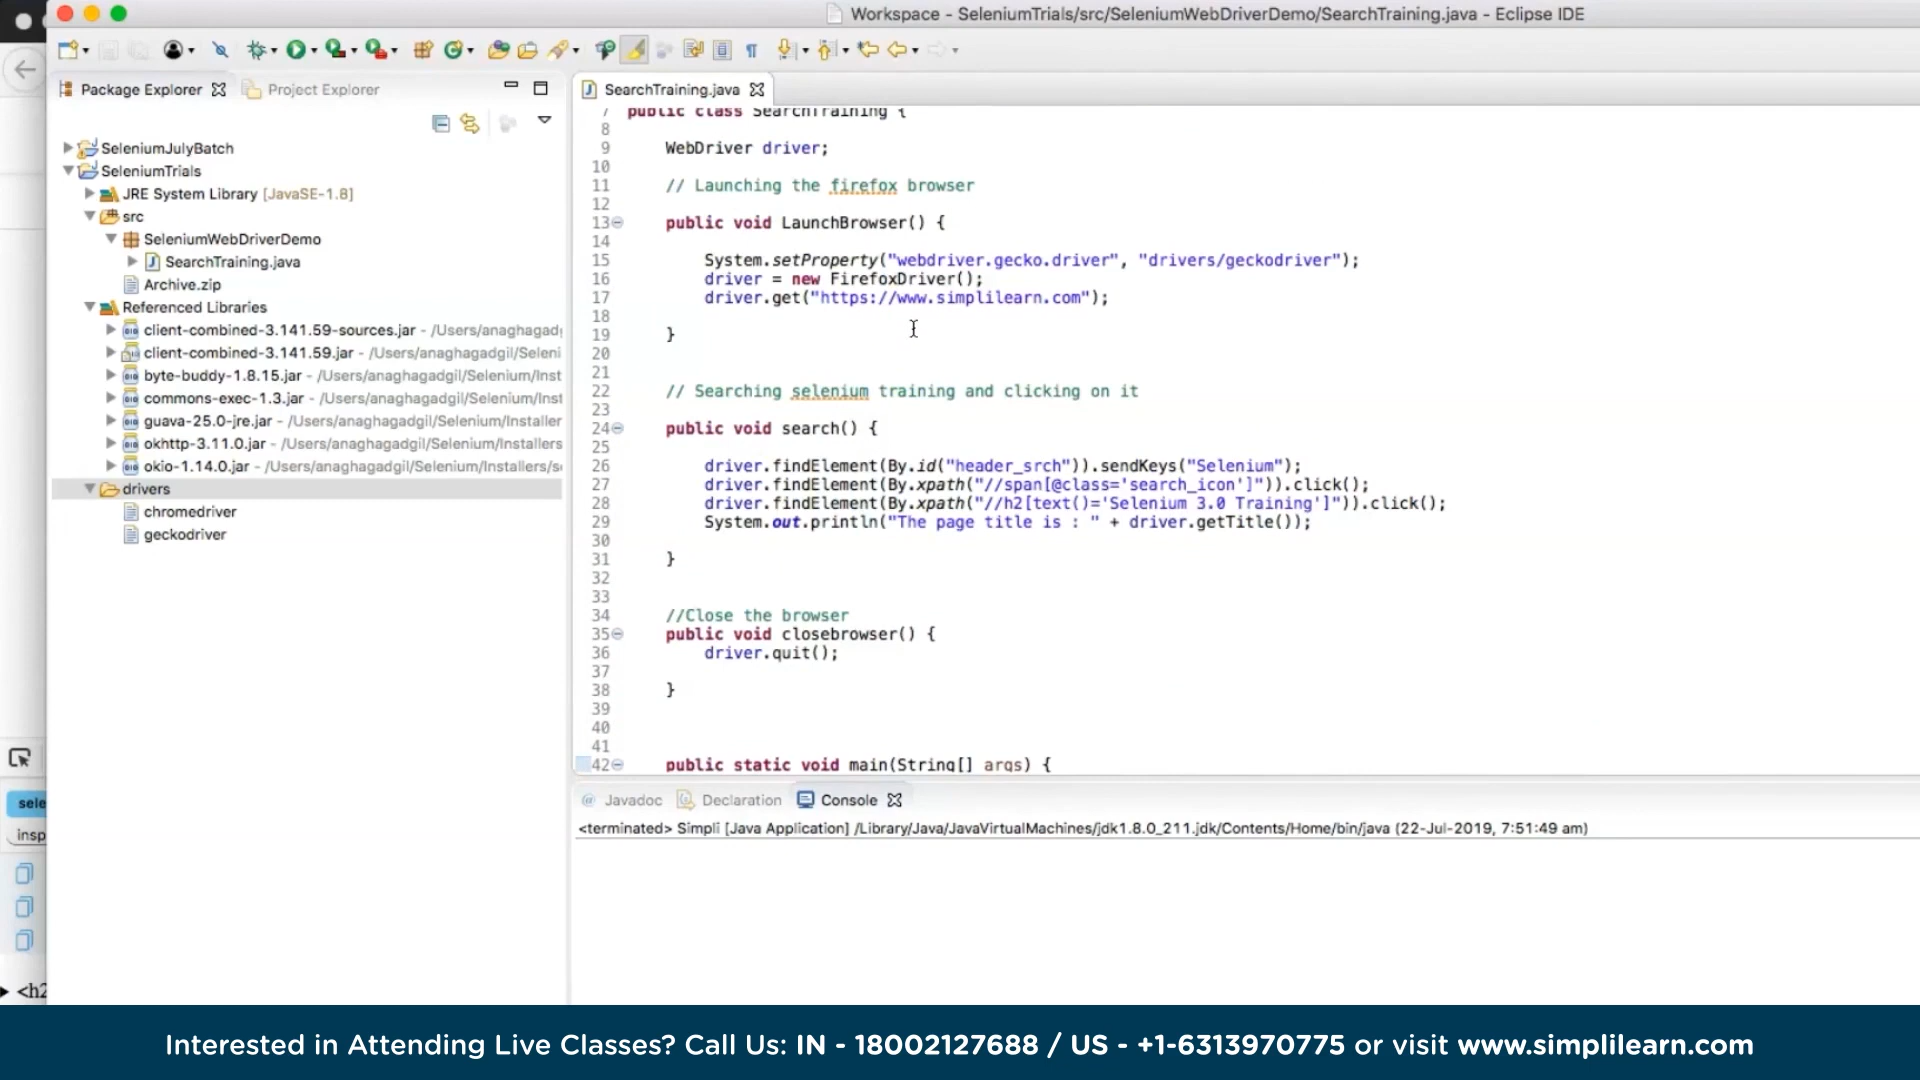 Workspace - SeleniumTrials/src/SeleniumWebDriverDemo/SearchTraining.java - Eclipse IDE
Package Explorer
Project Explorer
SeleniumJulyBatch
SeleniumTrials
JRE System Library [JavaSE-1.8]
src
SeleniumWebDriverDemo
SearchTraining.java
Archive.zip
Referenced Libraries
client-combined-3.141.59-sources.jar - /Users/anaghagadg
client-combined-3.141.59.jar - /Users/anaghagadgil/Seleni
byte-buddy-1.8.15.jar - /Users/anaghagadgil/Selenium/Inst
commons-exec-1.3.jar - /Users/anaghagadgil/Selenium/Ins
guava-25.0-jre.jar - /Users/anaghagadgil/Selenium/Installer
okhttp-3.11.0.jar - /Users/anaghagadgil/Selenium/Installers
okio-1.14.0.jar - /Users/anaghagadgil/Selenium/Installers/s
drivers
chromedriver
geckodriver
SearchTraining.java
7 public class SearchTraining {
8
9 WebDriver driver;
10
11 // Launching the firefox browser
12
13 public void LaunchBrowser() {
14
15 System.setProperty("webdriver.gecko.driver", "drivers/geckodriver");
16 driver = new FirefoxDriver();
17 driver.get("https://www.simplilearn.com");
18
19 }
20
21
22 // Searching selenium training and clicking on it
23
24 public void search() {
25
26 driver.findElement(By.id("header_srch")).sendKeys("Selenium");
27 driver.findElement(By.xpath("//span[@class='search_icon']")).click();
28 driver.findElement(By.xpath("//h2[text()='Selenium 3.0 Training']")).click();
29 System.out.println("The page title is : " + driver.getTitle());
30
31 }
32
33
34 //Close the browser
35 public void closebrowser() {
36 driver.quit();
37
38 }
39
40
41
42 public static void main(String[] args) {
Javadoc
Declaration
Console
<terminated> Simpli [Java Application] /Library/Java/JavaVirtualMachines/jdk1.8.0_211.jdk/Contents/Home/bin/java (22-Jul-2019, 7:51:49 am)
sele
insp
<h2
Interested in Attending Live Classes? Call Us: IN - 18002127688 / US - +1-6313970775 or visit www.simplilearn.com